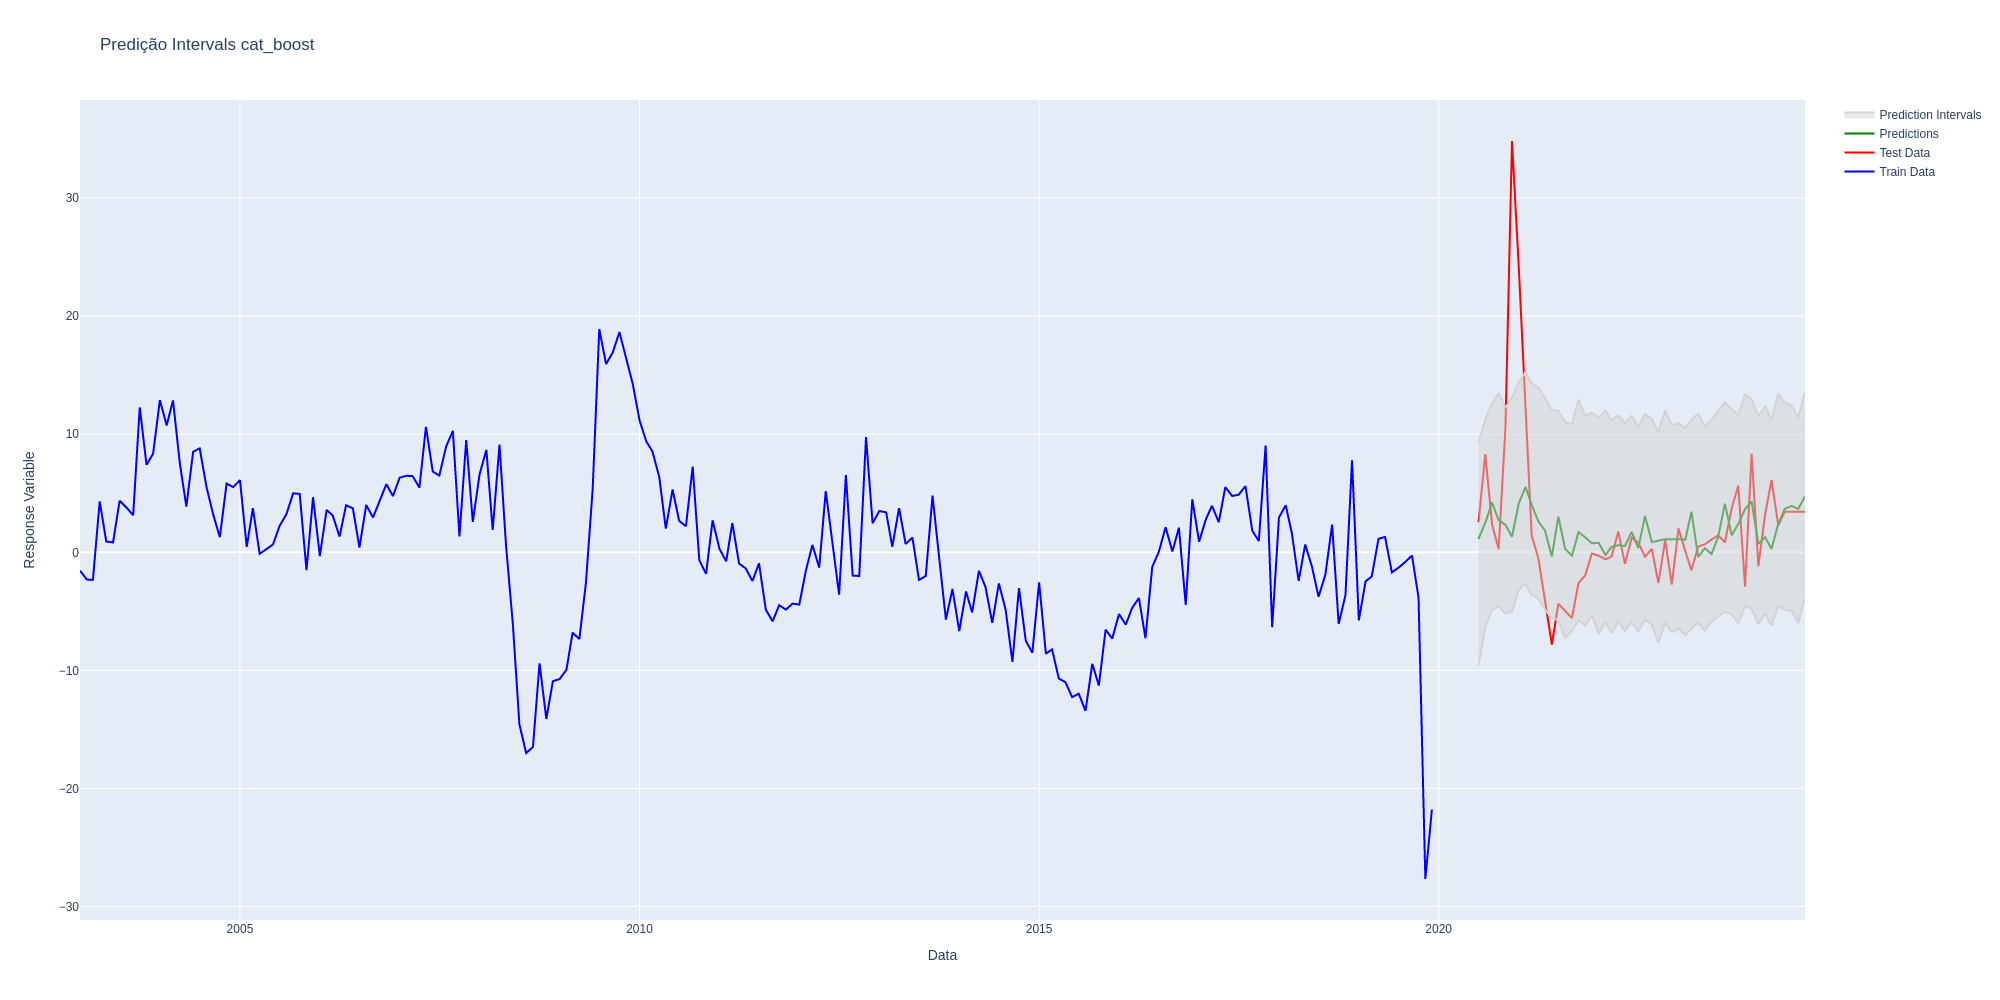 Predição Intervals cat_boost
Prediction Intervals
Predictions
Test Data
Train Data
Response Variable
30
20
10
0
−10
−20
−30
2005
2010
2015
2020
Data